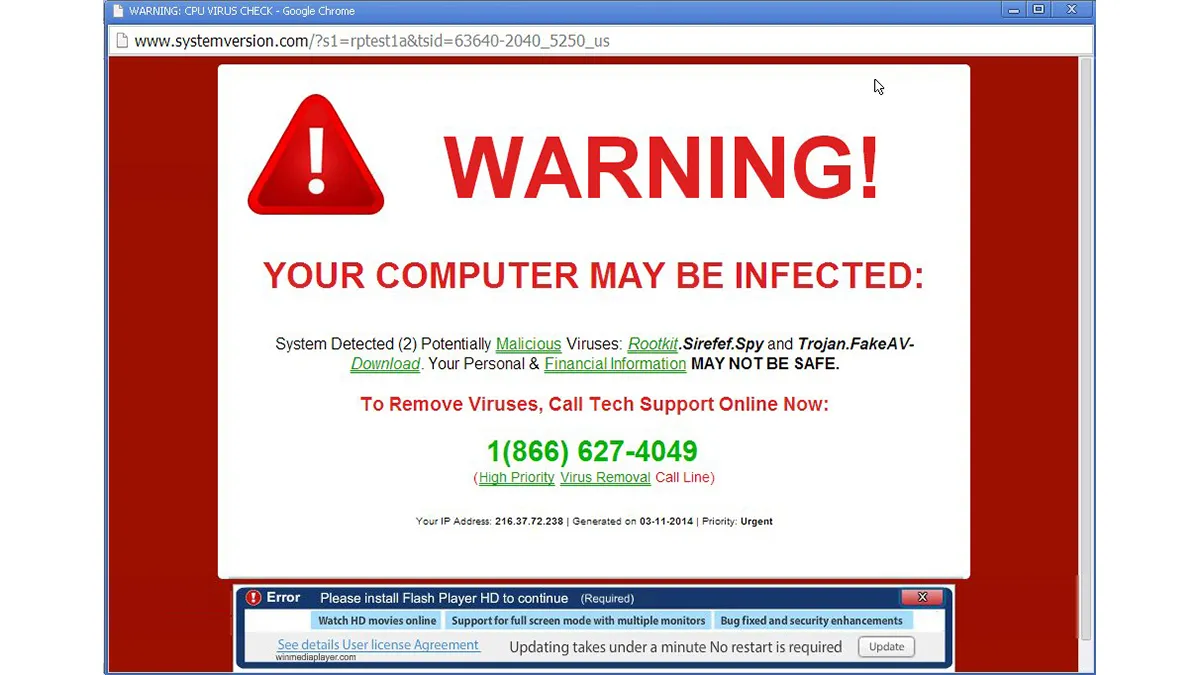 WARNING: CPU VIRUS CHECK - Google Chrome
www.systemversion.com/?s1=rptest1a&tsid=63640-2040_5250_us
!
WARNING!
YOUR COMPUTER MAY BE INFECTED:
System Detected (2) Potentially Malicious Viruses: Rootkit.Sirefef.Spy and Trojan.FakeAV-
Download. Your Personal & Financial Information MAY NOT BE SAFE.
To Remove Viruses, Call Tech Support Online Now:
1(866) 627-4049
(High Priority Virus Removal Call Line)
Your IP Address: 216.37.72.238 | Generated on 03-11-2014 | Priority: Urgent
! Error Please install Flash Player HD to continue (Required) X
Watch HD movies online Support for full screen mode with multiple monitors Bug fixed and security enhancements
See details User license Agreement Updating takes under a minute No restart is required Update
winmediaplayer.com